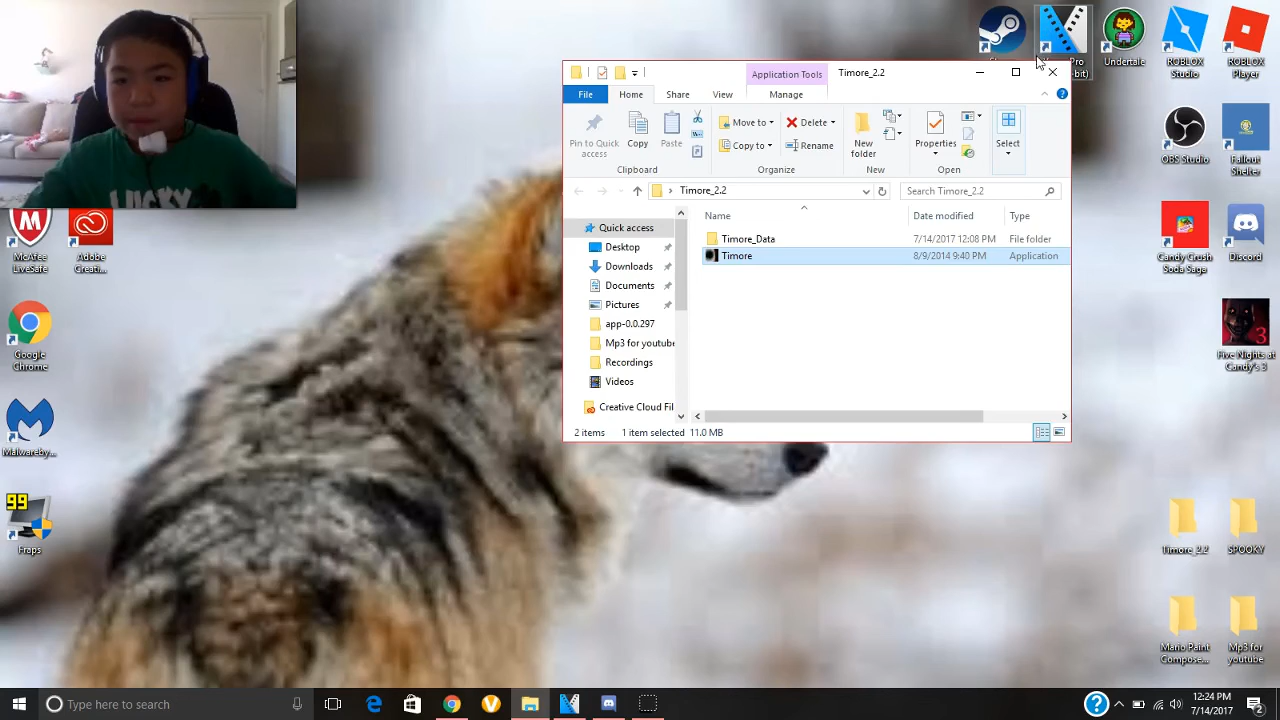 Timore_2.2
Application Tools
File
Home
Share
View
Manage
Pin to Quick access
Copy
Paste
Move to
Copy to
Delete
Rename
New folder
Properties
Select
Clipboard
Organize
New
Open
Timore_2.2
Search Timore_2.2
Quick access
Desktop
Downloads
Documents
Pictures
app-0.0.297
Mp3 for youtube
Recordings
Videos
Creative Cloud Fil
Name
Date modified
Type
Timore_Data
7/14/2017 12:08 PM
File folder
Timore
8/9/2014 9:40 PM
Application
2 items
1 item selected 11.0 MB
LUCKY
McAfee LiveSafe
Adobe Creati...
Google Chrome
Malwareby...
99
Fraps
Undertale
ROBLOX Studio
ROBLOX Player
OBS Studio
Fallout Shelter
Candy Crush Soda Saga
Discord
3
Five Nights at Candy's 3
Timore_2.2
SPOOKY
Mario Paint Compose...
Mp3 for youtube
Type here to search
12:24 PM
7/14/2017
2